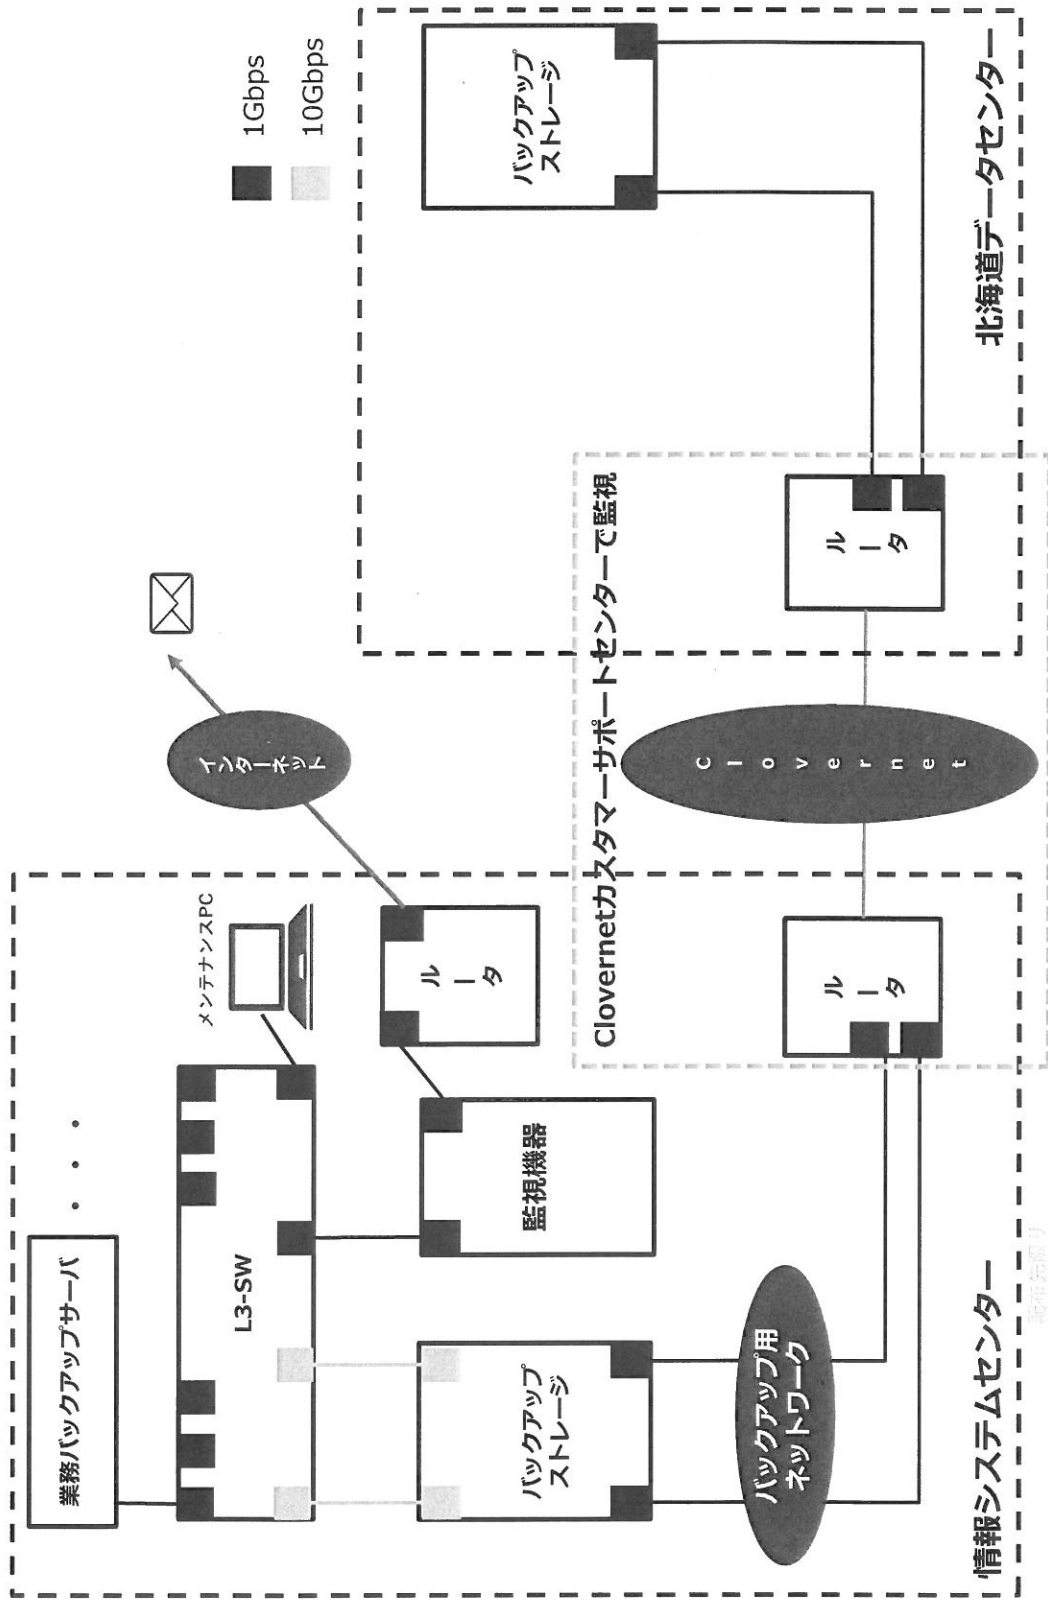 業務バックアップサーバ
・・・
メンテナンスPC
L3-SW
インターネット
1Gbps
10Gbps
バックアップ
ストレージ
監視機器
ルータ
バックアップ
ストレージ
Clovernetカスタマーサポートセンターで監視
バックアップ用
ネットワーク
ルータ
Clovernet
ルータ
情報システムセンター
北海道データセンター
配布先限り